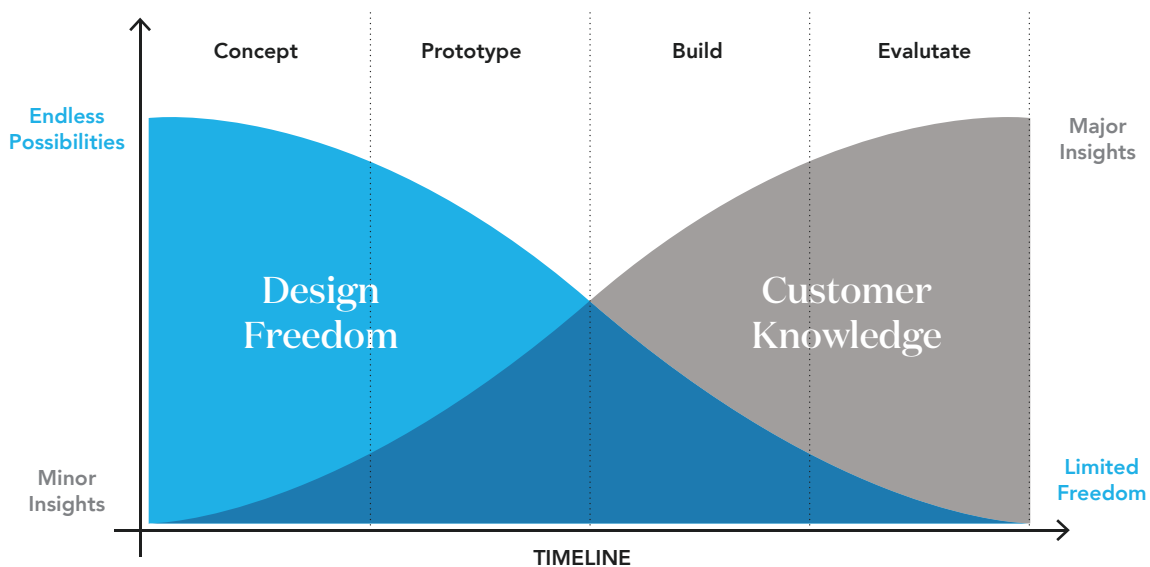 Concept
Prototype
Build
Evalutate
Endless
Possibilities
Major
Insights
Design
Freedom
Customer
Knowledge
Minor
Insights
Limited
Freedom
TIMELINE